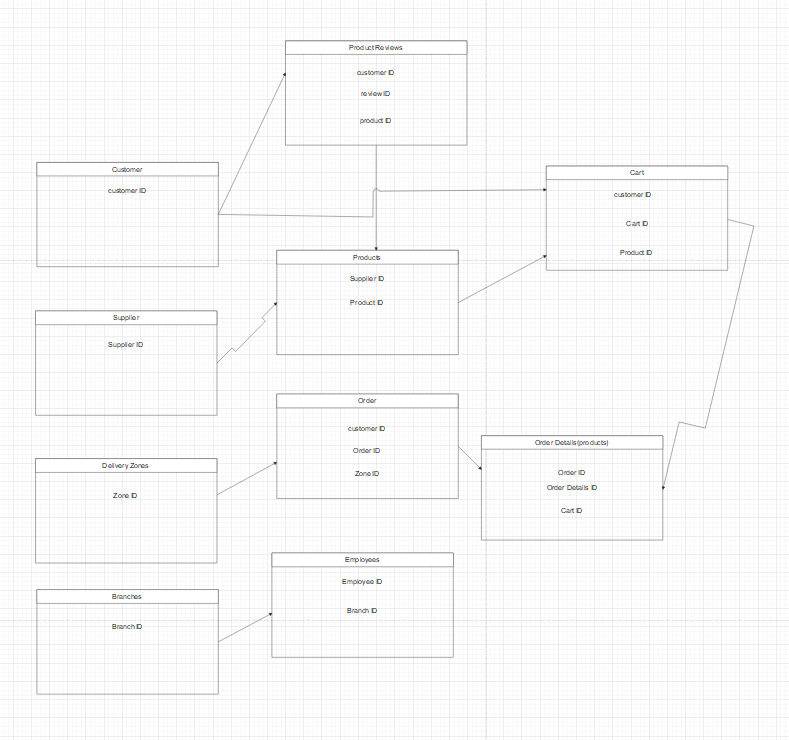 Product Reviews
customer ID
review ID
product ID
Customer
customer ID
Cart
customer ID
Cart ID
Product ID
Products
Supplier ID
Product ID
Supplier
Supplier ID
Order
customer ID
Order ID
Zone ID
Order Details(products)
Order ID
Order Details ID
Cart ID
Delivery Zones
Zone ID
Employees
Employee ID
Branch ID
Branches
Branch ID